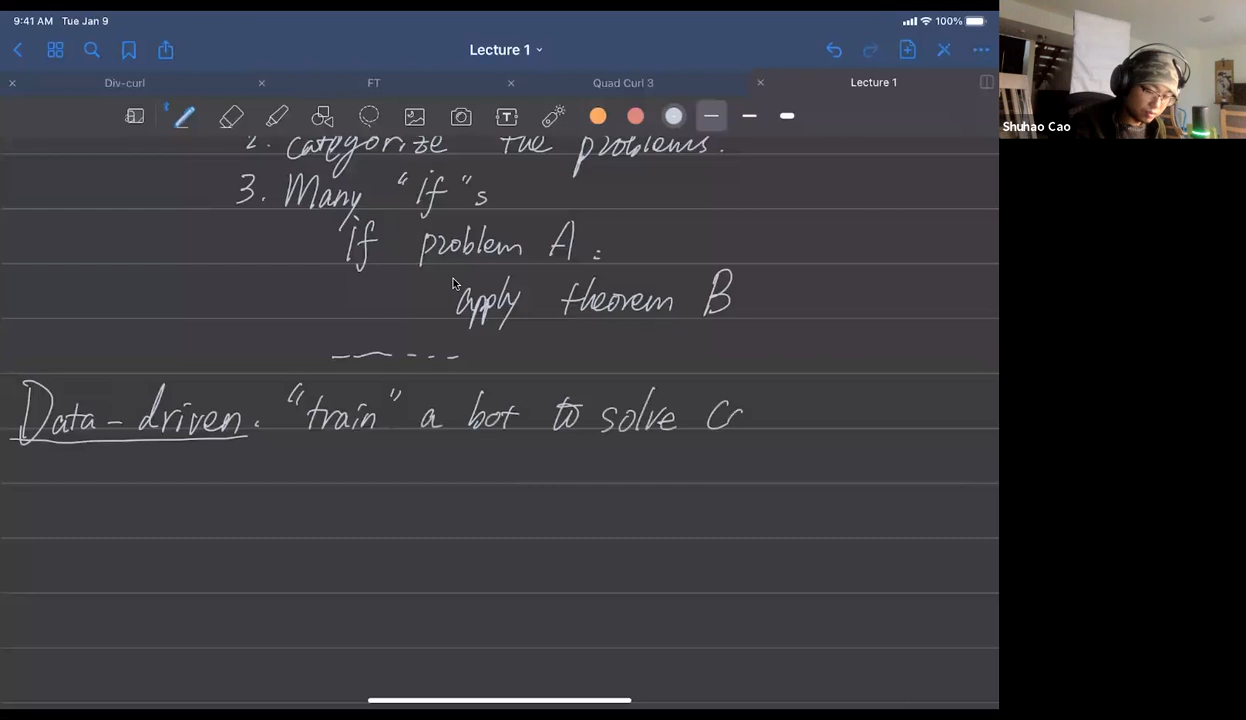 9:41 AM Tue Jan 9
100%
Lecture 1
Div-curl
FT
Quad Curl 3
Lecture 1
Shuhao Cao
2. Categorize the problems.
3. Many "if"s
if problem A:
apply theorem B
Data-driven. "train" a bot to solve